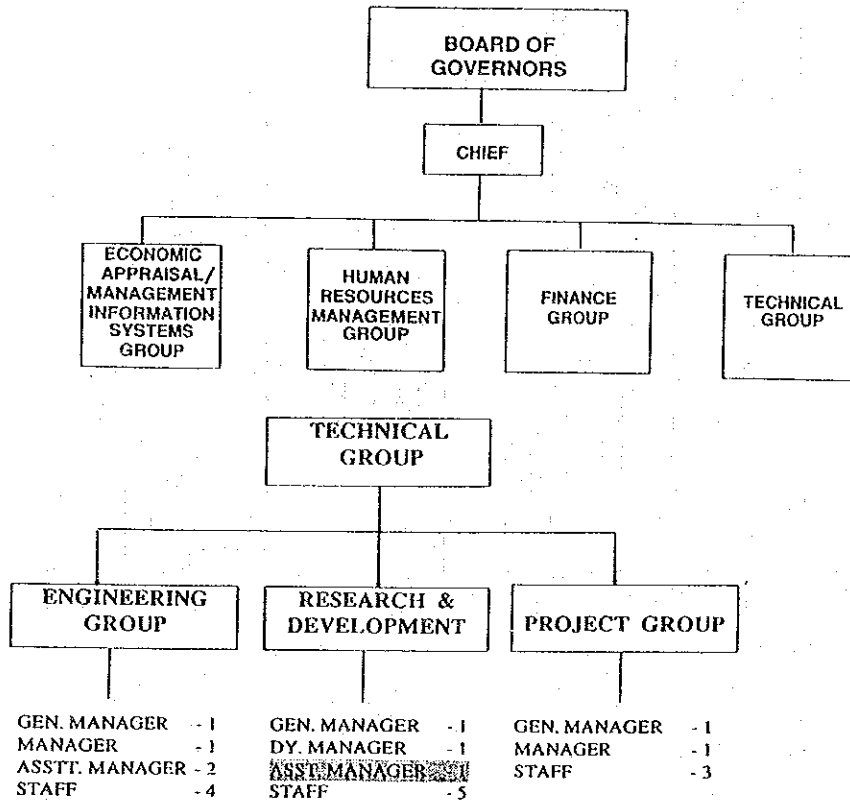 BOARD OF
GOVERNORS
CHIEF
ECONOMIC
APPRAISAL/
MANAGEMENT
INFORMATION
SYSTEMS
GROUP
HUMAN
RESOURCES
MANAGEMENT
GROUP
FINANCE
GROUP
TECHNICAL
GROUP
TECHNICAL
GROUP
ENGINEERING
GROUP
RESEARCH &
DEVELOPMENT
PROJECT GROUP
GEN. MANAGER - 1
MANAGER - 1
ASSTT. MANAGER - 2
STAFF - 4
GEN. MANAGER - 1
DY. MANAGER - 1
ASST. MANAGER - 1
STAFF - 5
GEN. MANAGER - 1
MANAGER - 1
STAFF - 3